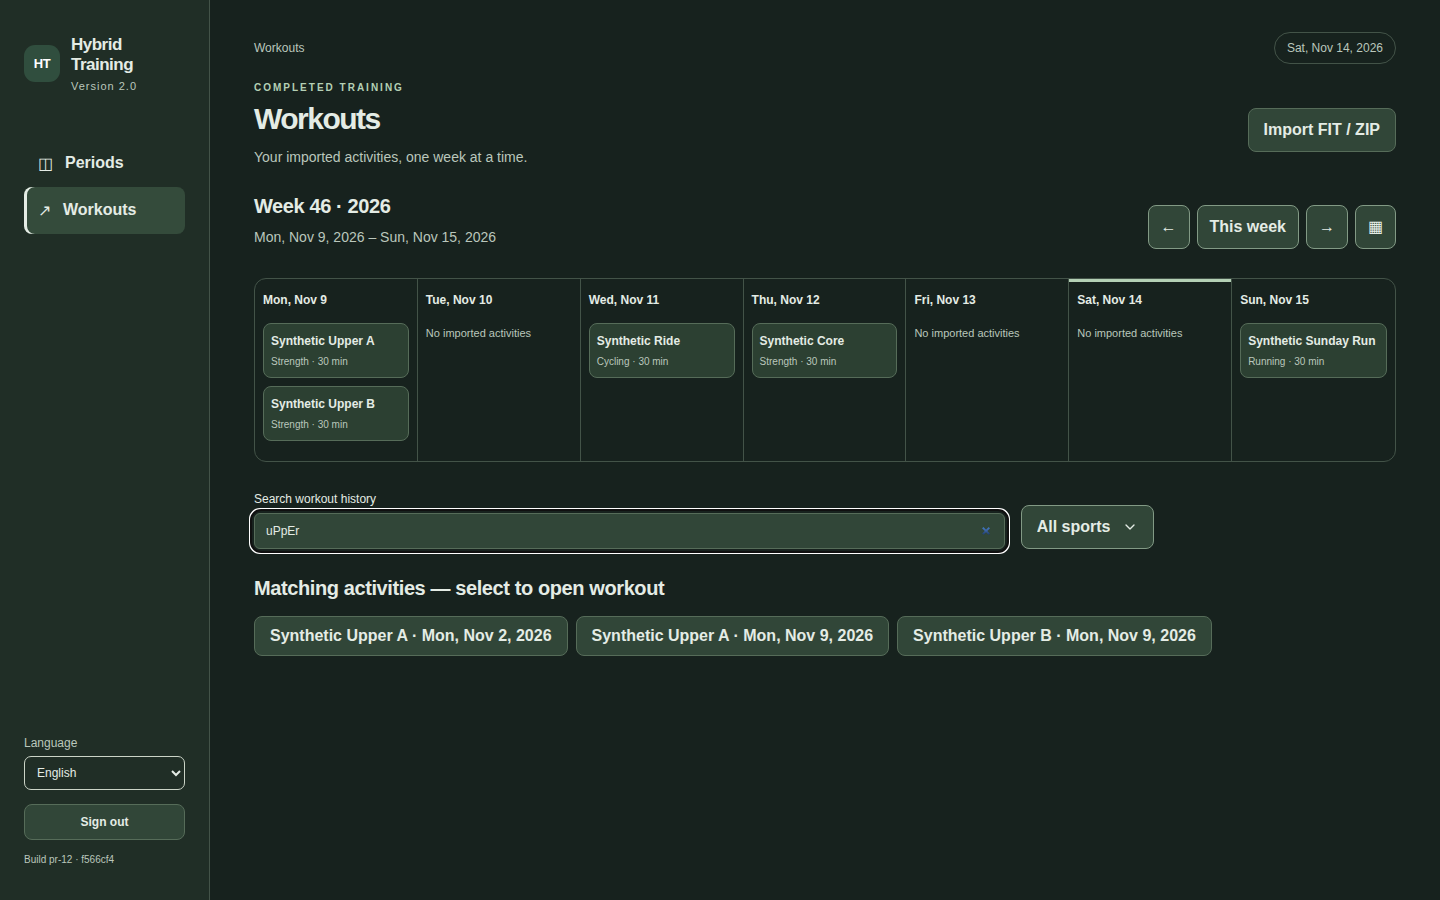 HT
Hybrid
Training
Version 2.0
Periods
Workouts
Language
English
Sign out
Build pr-12 · f566cf4
Workouts
Sat, Nov 14, 2026
COMPLETED TRAINING
Workouts
Your imported activities, one week at a time.
Import FIT / ZIP
Week 46 · 2026
Mon, Nov 9, 2026 – Sun, Nov 15, 2026
← This week →
Mon, Nov 9
Synthetic Upper A
Strength · 30 min
Synthetic Upper B
Strength · 30 min
Tue, Nov 10
No imported activities
Wed, Nov 11
Synthetic Ride
Cycling · 30 min
Thu, Nov 12
Synthetic Core
Strength · 30 min
Fri, Nov 13
No imported activities
Sat, Nov 14
No imported activities
Sun, Nov 15
Synthetic Sunday Run
Running · 30 min
Search workout history
uPpEr
All sports
Matching activities — select to open workout
Synthetic Upper A · Mon, Nov 2, 2026
Synthetic Upper A · Mon, Nov 9, 2026
Synthetic Upper B · Mon, Nov 9, 2026